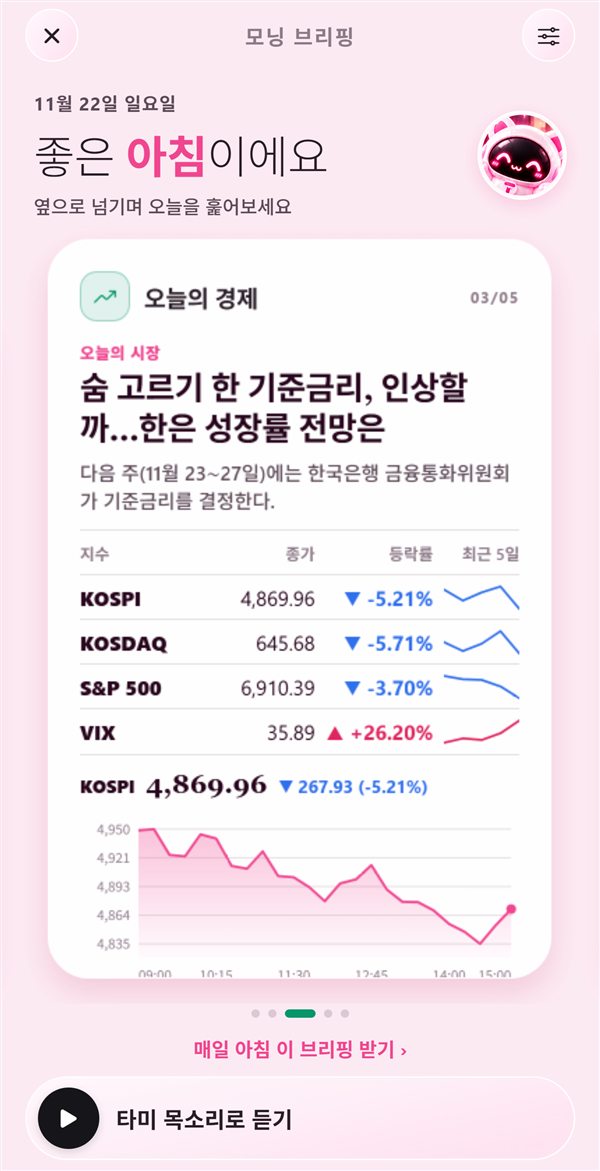 모닝 브리핑
11월 22일 일요일
좋은 아침이에요
옆으로 넘기며 오늘을 훑어보세요
오늘의 경제
03/05
오늘의 시장
숨 고르기 한 기준금리, 인상할
까…한은 성장률 전망은
다음 주(11월 23~27일)에는 한국은행 금융통화위원회
가 기준금리를 결정한다.
지수 종가 등락률 최근 5일
KOSPI 4,869.96 ▼ -5.21%
KOSDAQ 645.68 ▼ -5.71%
S&P 500 6,910.39 ▼ -3.70%
VIX 35.89 ▲ +26.20%
KOSPI 4,869.96 ▼ 267.93 (-5.21%)
4,950
4,921
4,893
4,864
4,835
09:00 10:15 11:30 12:45 14:00 15:00
매일 아침 이 브리핑 받기 ›
타미 목소리로 듣기